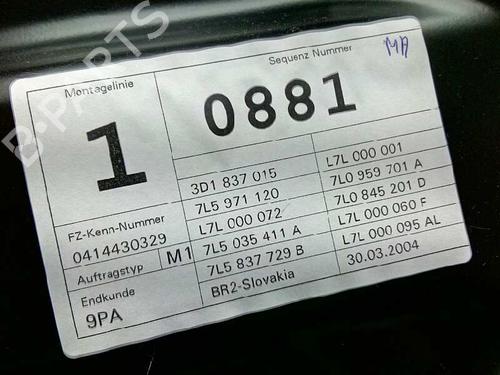 Montagelinie
1
Sequenz Nummer
0881
MA
FZ-Kenn-Nummer
0414430329
Auftragstyp M1
Endkunde
9PA
3D1 837 015
7L5 971 120
L7L 000 072
7L5 035 411 A
7L5 837 729 B
BR2-Slovakia
L7L 000 001
7L0 959 701 A
7L0 845 201 D
L7L 000 060 F
L7L 000 095 AL
30.03.2004
B-PARTS